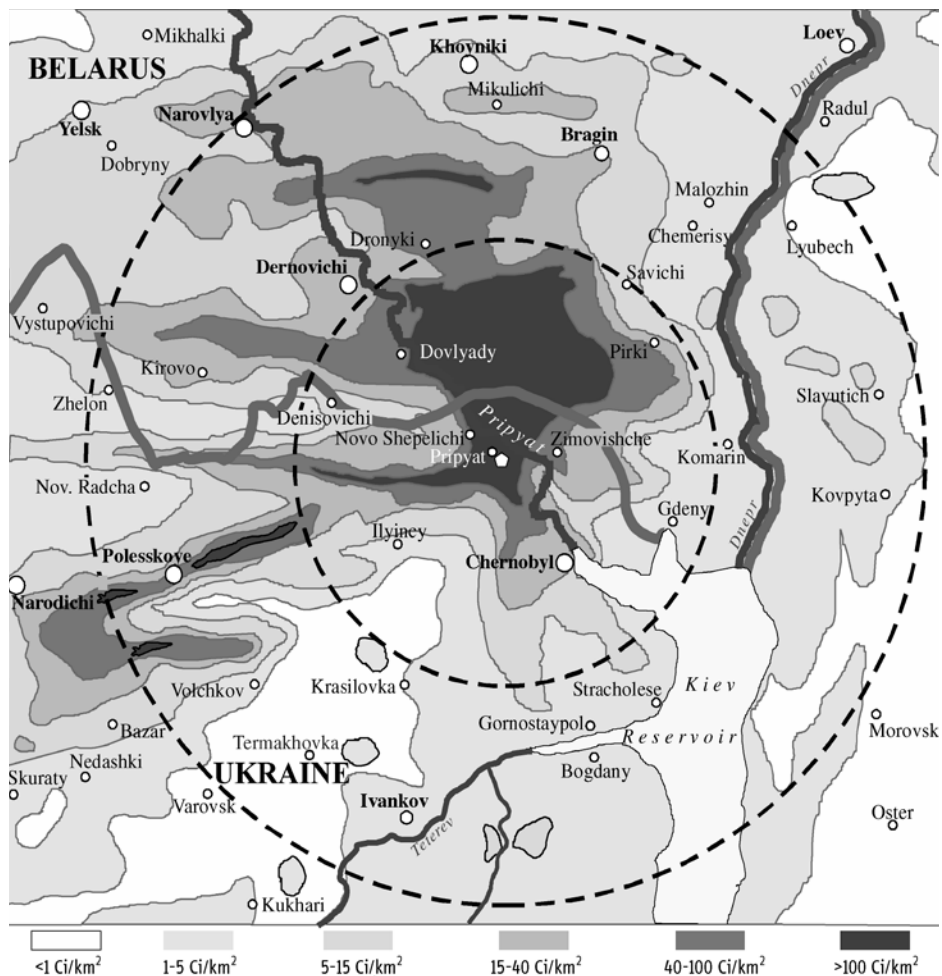 Mikhalki
Loev
Khoyniki
BELARUS
Dnepr
Mikulichi
Radul
Yelsk
Narovlya
Bragin
Dobryny
Malozhin
Dronyki
Chemerisy
Lyubech
Dernovichi
Savichi
Vystupovichi
Dovlyady
Pirki
Kirovo
Zhelon
Denisovichi
Slavutich
Pripyat
Novo Shepelichi
Zimovishche
Pripyat
Komarin
Nov. Radcha
Kovpyta
Gdeny
Dnepr
Ilyiney
Polesskoye
Chernobyl
Narodichi
Volchkov
Krasilovka
Stracholese
Kiev
Gornostaypol
Bazar
Morovsk
Termakhovka
Reservoir
Nedashki
UKRAINE
Bogdany
Skuraty
Varovsk
Ivankov
Teterev
Oster
Kukhari
<1 Ci/km²
1-5 Ci/km²
5-15 Ci/km²
15-40 Ci/km²
40-100 Ci/km²
>100 Ci/km²